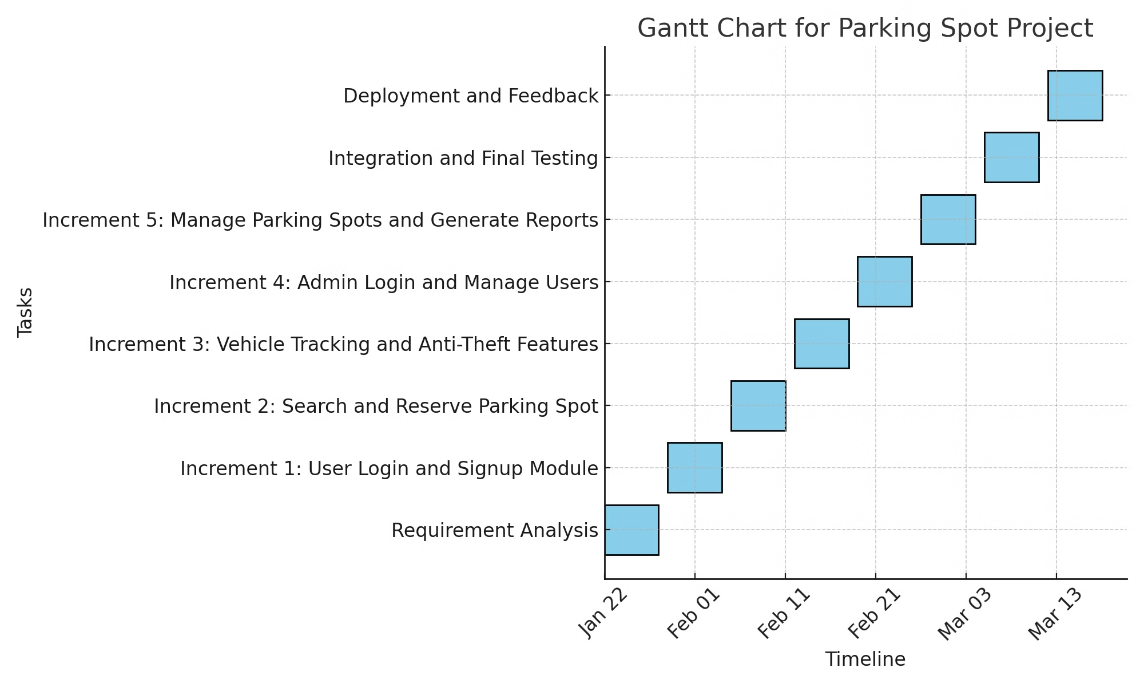 Gantt Chart for Parking Spot Project
Deployment and Feedback
Integration and Final Testing
Increment 5: Manage Parking Spots and Generate Reports
Increment 4: Admin Login and Manage Users
Increment 3: Vehicle Tracking and Anti-Theft Features
Increment 2: Search and Reserve Parking Spot
Increment 1: User Login and Signup Module
Requirement Analysis
Tasks
Jan 22
Feb 01
Feb 11
Feb 21
Mar 03
Mar 13
Timeline